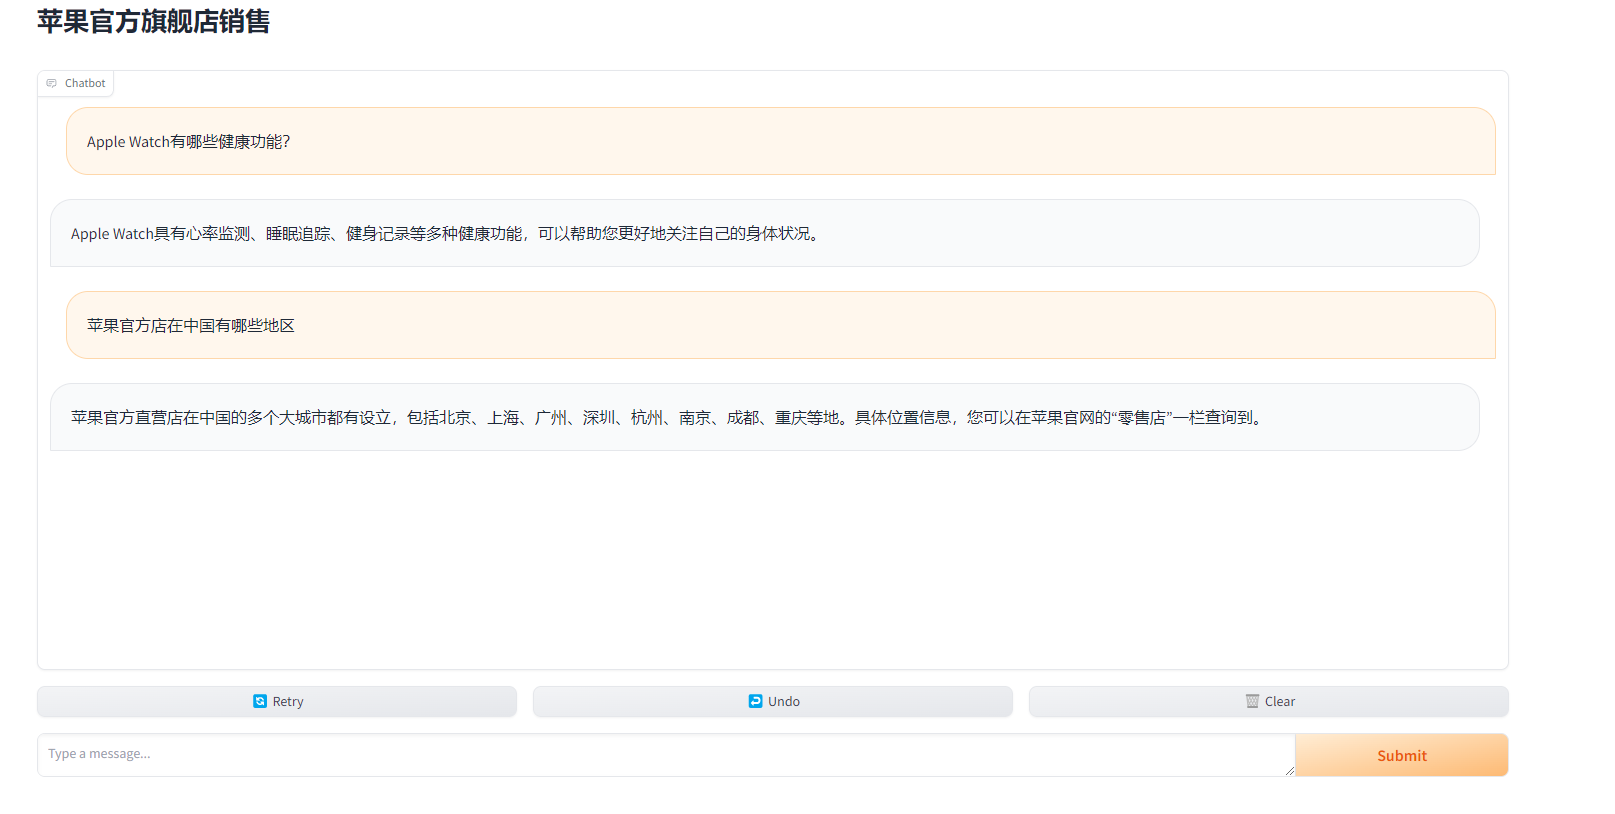 苹果官方旗舰店销售
Chatbot
Apple Watch有哪些健康功能?
Apple Watch具有心率监测、睡眠追踪、健身记录等多种健康功能，可以帮助您更好地关注自己的身体状况。
苹果官方店在中国有哪些地区
苹果官方直营店在中国的多个大城市都有设立，包括北京、上海、广州、深圳、杭州、南京、成都、重庆等地。具体位置信息，您可以在苹果官网的“零售店”一栏查询到。
Retry
Undo
Clear
Type a message...
Submit